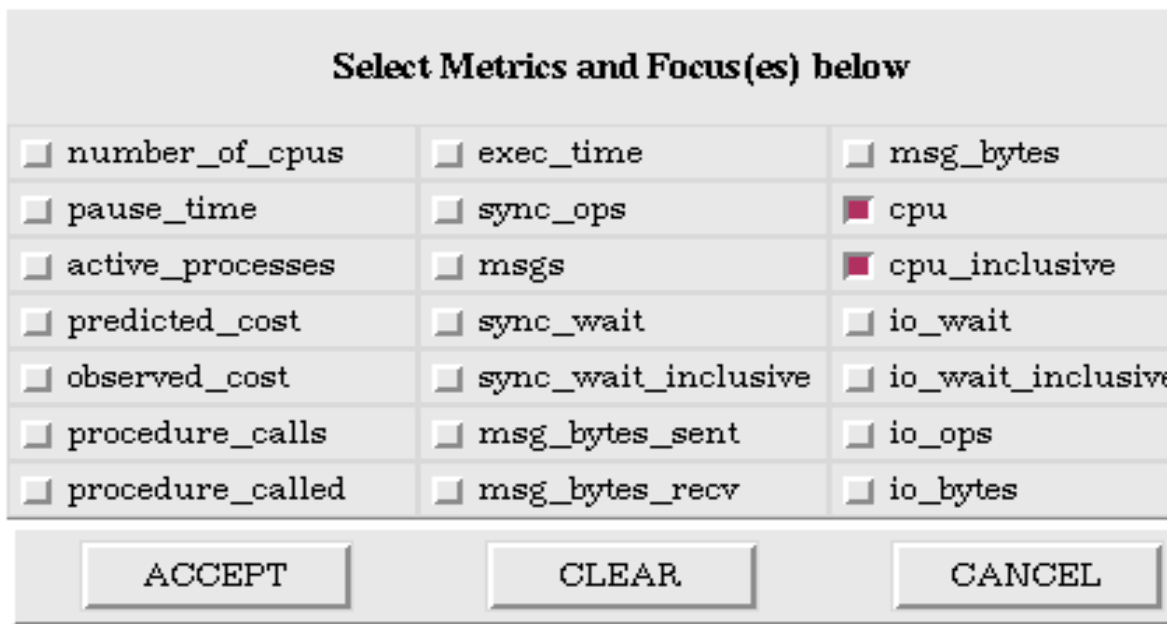 Select Metrics and Focus(es) below
number_of_cpus exec_time msg_bytes
pause_time sync_ops cpu
active_processes msgs cpu_inclusive
predicted_cost sync_wait io_wait
observed_cost sync_wait_inclusive io_wait_inclusive
procedure_calls msg_bytes_sent io_ops
procedure_called msg_bytes_recv io_bytes
ACCEPT CLEAR CANCEL